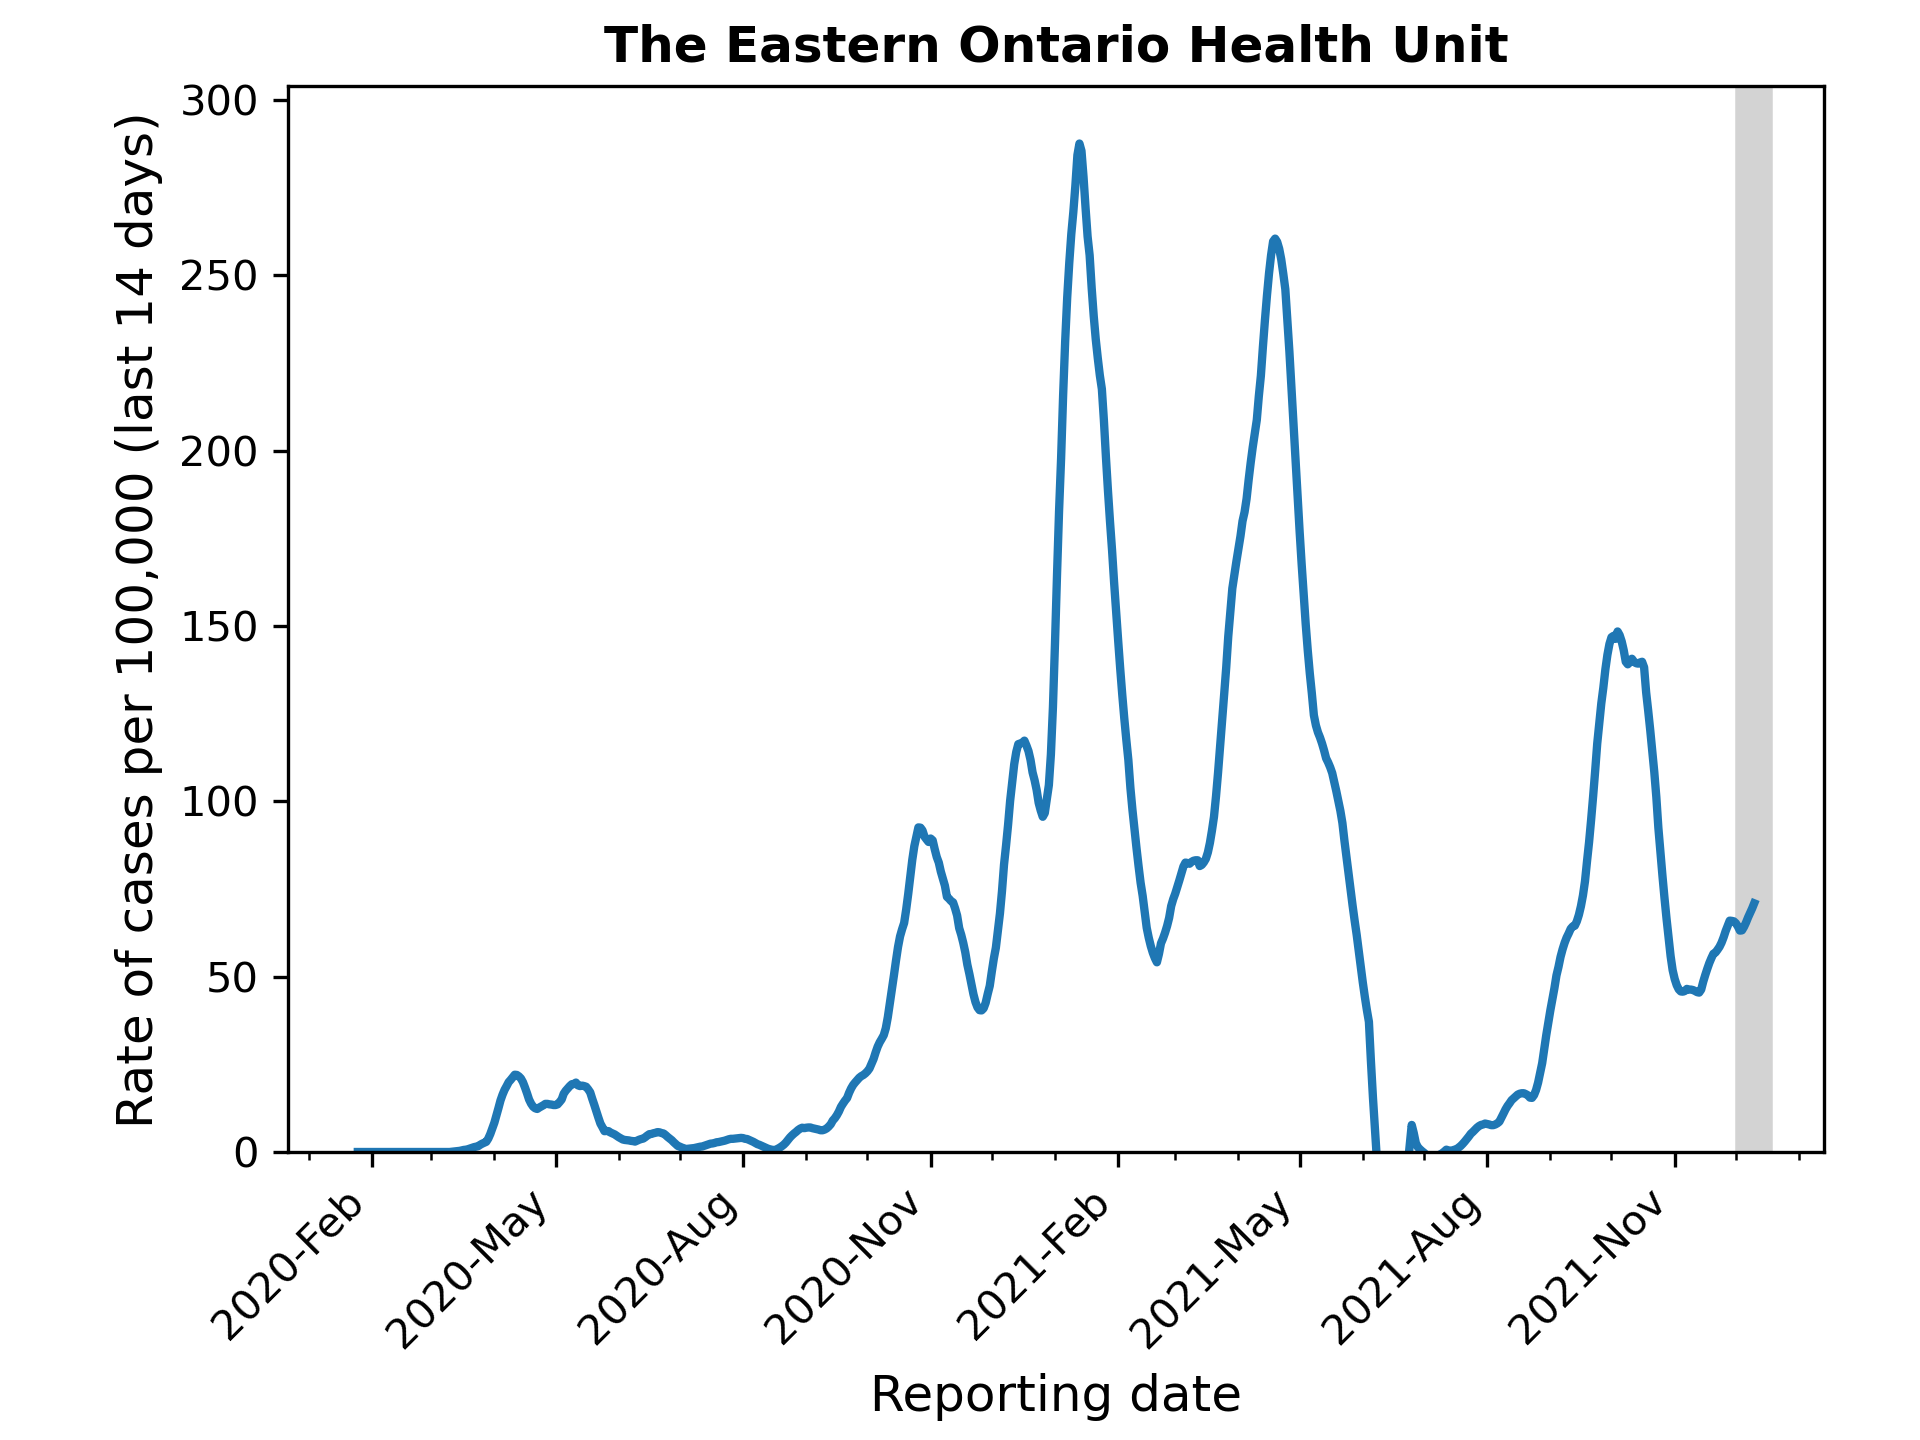 The Eastern Ontario Health Unit
Rate of cases per 100,000 (last 14 days)
300
250
200
150
100
50
0
2020-Feb
2020-May
2020-Aug
2020-Nov
2021-Feb
2021-May
2021-Aug
2021-Nov
Reporting date